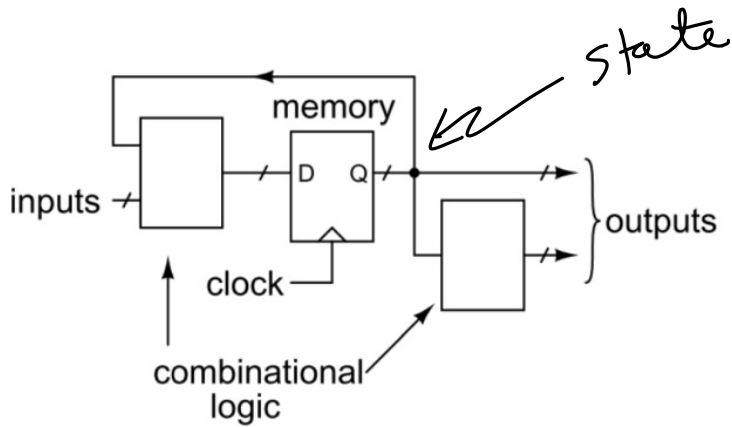 state
memory
D Q
inputs
outputs
clock
combinational
logic